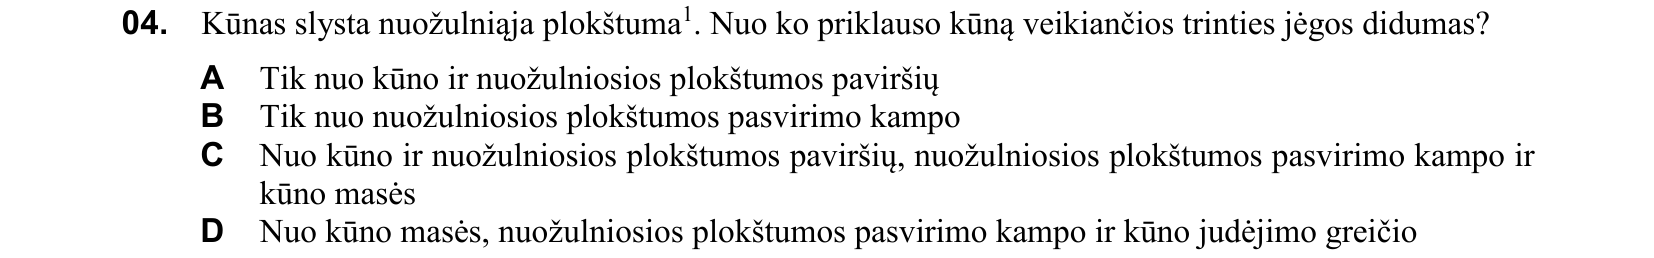 04. Kūnas slysta nuožulniąja plokštuma¹. Nuo ko priklauso kūną veikiančios trinties jėgos didumas?
A Tik nuo kūno ir nuožulniosios plokštumos paviršių
B Tik nuo nuožulniosios plokštumos pasvirimo kampo
C Nuo kūno ir nuožulniosios plokštumos paviršių, nuožulniosios plokštumos pasvirimo kampo ir
kūno masės
D Nuo kūno masės, nuožulniosios plokštumos pasvirimo kampo ir kūno judėjimo greičio